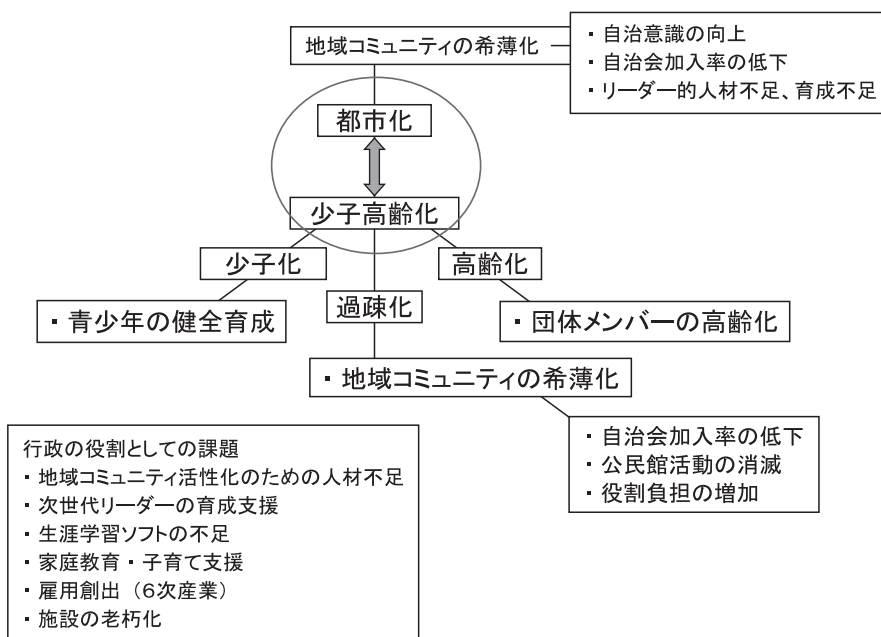 地域コミュニティの希薄化
・自治意識の向上
・自治会加入率の低下
・リーダー的人材不足、育成不足
都市化
少子高齢化
少子化
高齢化
・青少年の健全育成
過疎化
・団体メンバーの高齢化
・地域コミュニティの希薄化
・自治会加入率の低下
・公民館活動の消滅
・役割負担の増加
行政の役割としての課題
・地域コミュニティ活性化のための人材不足
・次世代リーダーの育成支援
・生涯学習ソフトの不足
・家庭教育・子育て支援
・雇用創出（６次産業）
・施設の老朽化